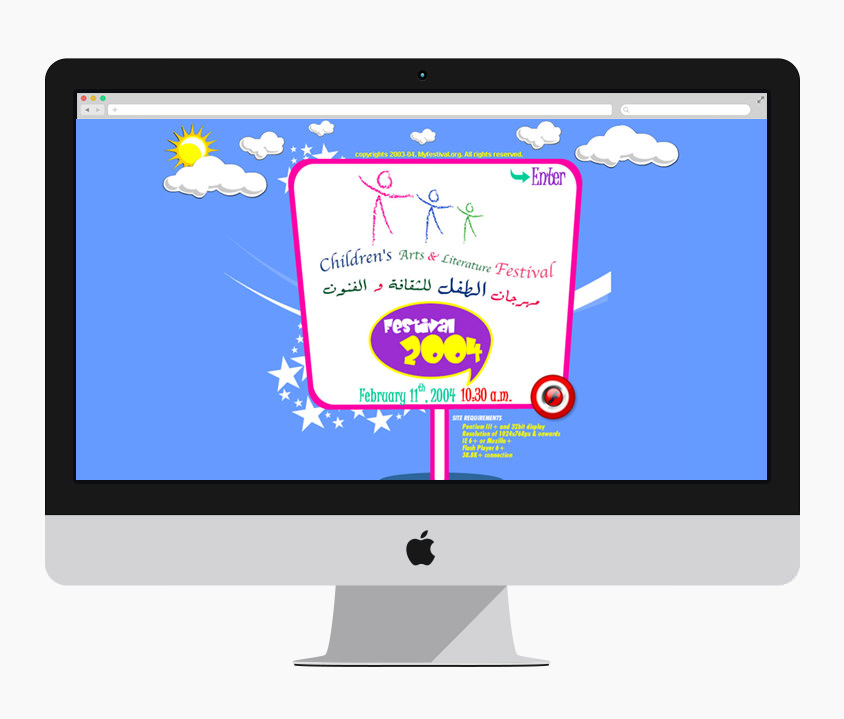 copyrights 2003-04. Myfestival.org. All rights reserved.
Enter
Children's Arts & Literature Festival
مهرجان الطفل للثقافة و الفنون
Festival
2004
February 11th, 2004 10:30 a.m.
SITE REQUIREMENTS
Pentium III+ and 32bit display
Resolution of 1024x768px & onwards
IE 6+ or Mozilla+
Flash Player 6+
38.8K+ connection